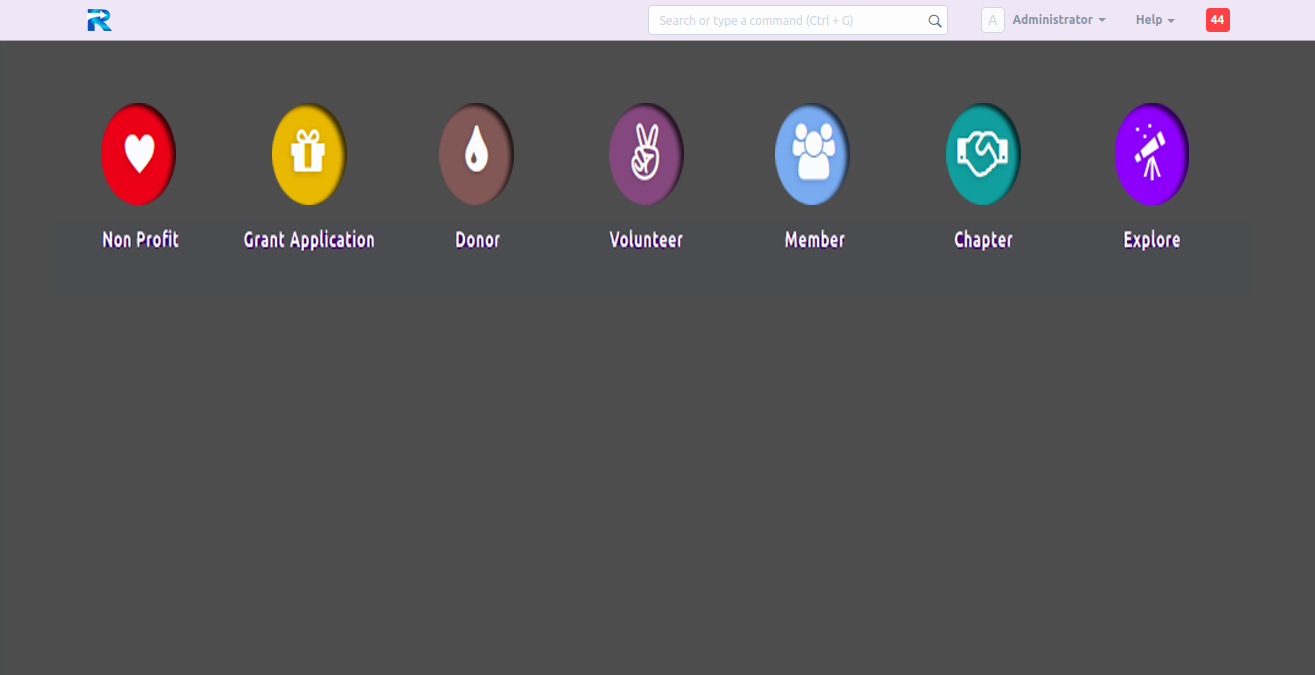 R
Search or type a command (Ctrl + G)
A
Administrator
Help
44
Non Profit
Grant Application
Donor
Volunteer
Member
Chapter
Explore